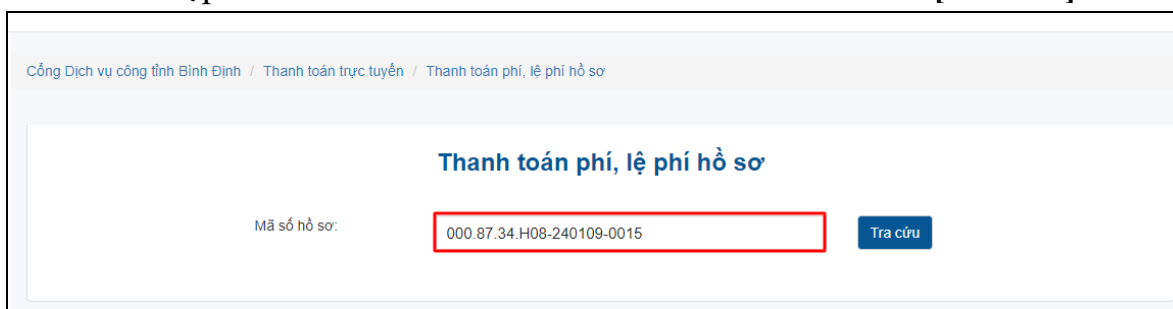 Cổng Dịch vụ công tỉnh Bình Định / Thanh toán trực tuyến / Thanh toán phí, lệ phí hồ sơ
Thanh toán phí, lệ phí hồ sơ
Mã số hồ sơ:
000.87.34.H08-240109-0015
Tra cứu